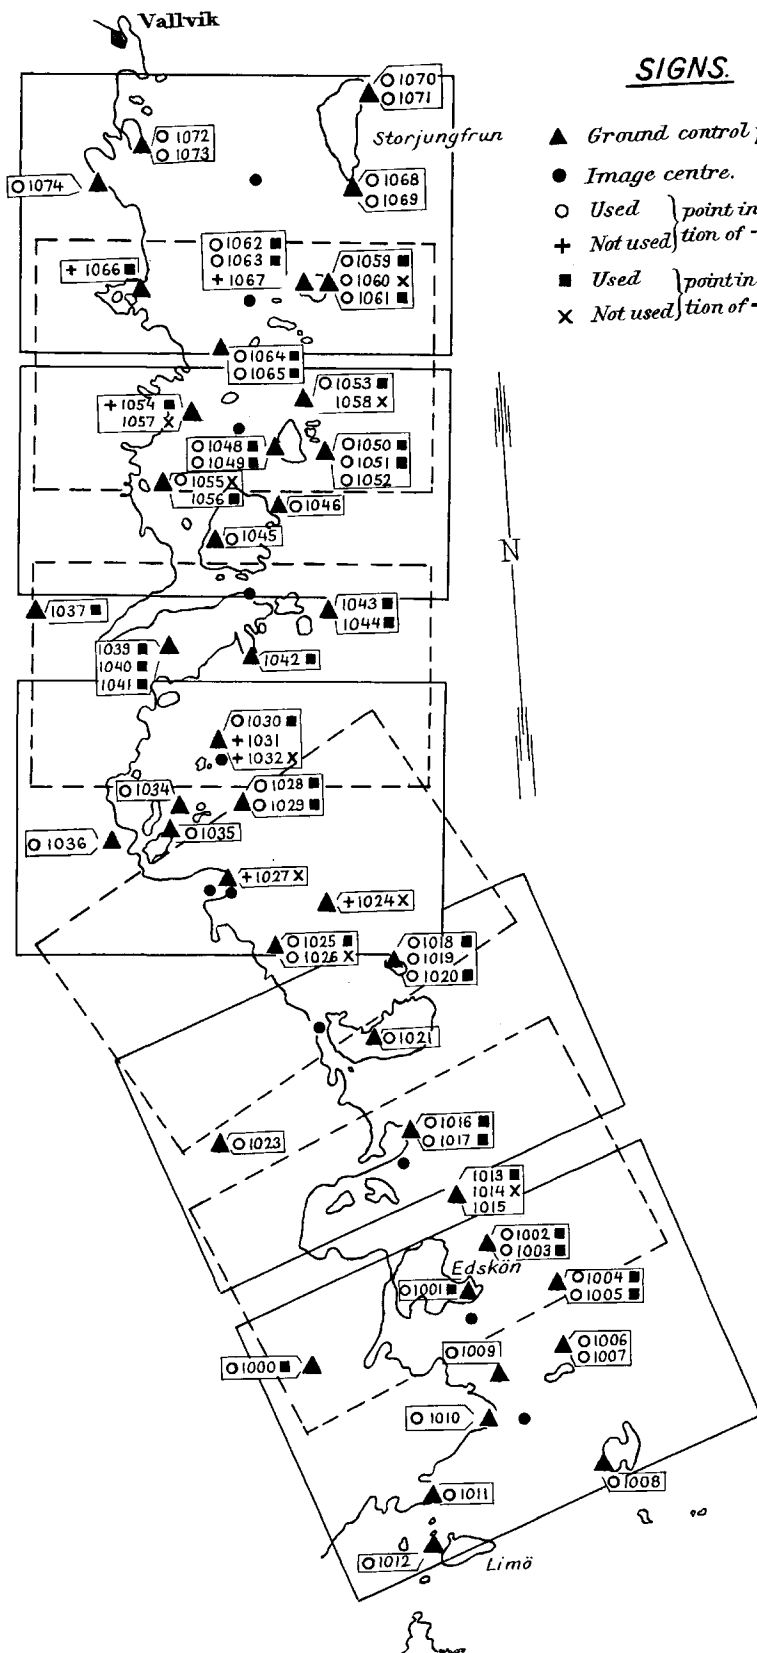 Vallvik
SIGNS.
▲ Ground control p
● Image centre.
○ Used } point in
+ Not used } tion of -
■ Used } point in
x Not used } tion of -
○ 1070
○ 1071
Storjungfrun
○ 1072
○ 1073
○ 1074
○ 1068
○ 1069
○ 1062 ■
○ 1063 ■
+ 1067
○ 1059 ■
○ 1060 x
○ 1061 ■
+ 1066 ■
○ 1064 ■
○ 1065 ■
○ 1053 ■
1058 x
+ 1054 ■
1057 x
○ 1048 ■
○ 1049 ■
○ 1050 ■
○ 1051 ■
○ 1052
○ 1055 x
1056 ■
○ 1046
○ 1045
N
1037 ■
1043 ■
1044 ■
1039 ■
1040 ■
1041 ■
1042 ■
○ 1030 ■
+ 1031
+ 1032 x
○ 1034
○ 1028 ■
○ 1029 ■
○ 1035
○ 1036
+ 1027 x
+ 1024 x
○ 1025 ■
○ 1026 x
○ 1018 ■
○ 1019
○ 1020 ■
○ 1021
○ 1016 ■
○ 1017 ■
○ 1023
1013 ■
1014 x
1015
○ 1002 ■
○ 1003 ■
Edskön
○ 1001 ■
○ 1004 ■
○ 1005 ■
○ 1006
○ 1007
○ 1009
○ 1000 ■
○ 1010
○ 1008
○ 1011
○ 1012
Limö